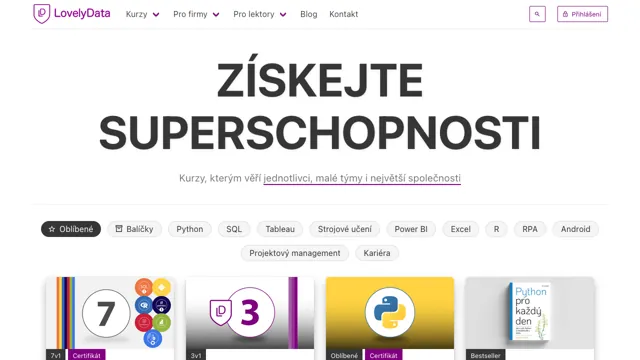 LovelyData
Kurzy
Pro firmy
Pro lektory
Blog
Kontakt
Přihlášení
ZÍSKEJTE
SUPERSCHOPNOSTI
Kurzy, kterým věří jednotlivci, malé týmy i největší společnosti
Oblíbené
Balíčky
Python
SQL
Tableau
Strojové učení
Power BI
Excel
R
RPA
Android
Projektový management
Kariéra
7
3
Python
pro
každý
den
7v1
Certifikát
3v1
Oblíbené
Certifikát
Bestseller